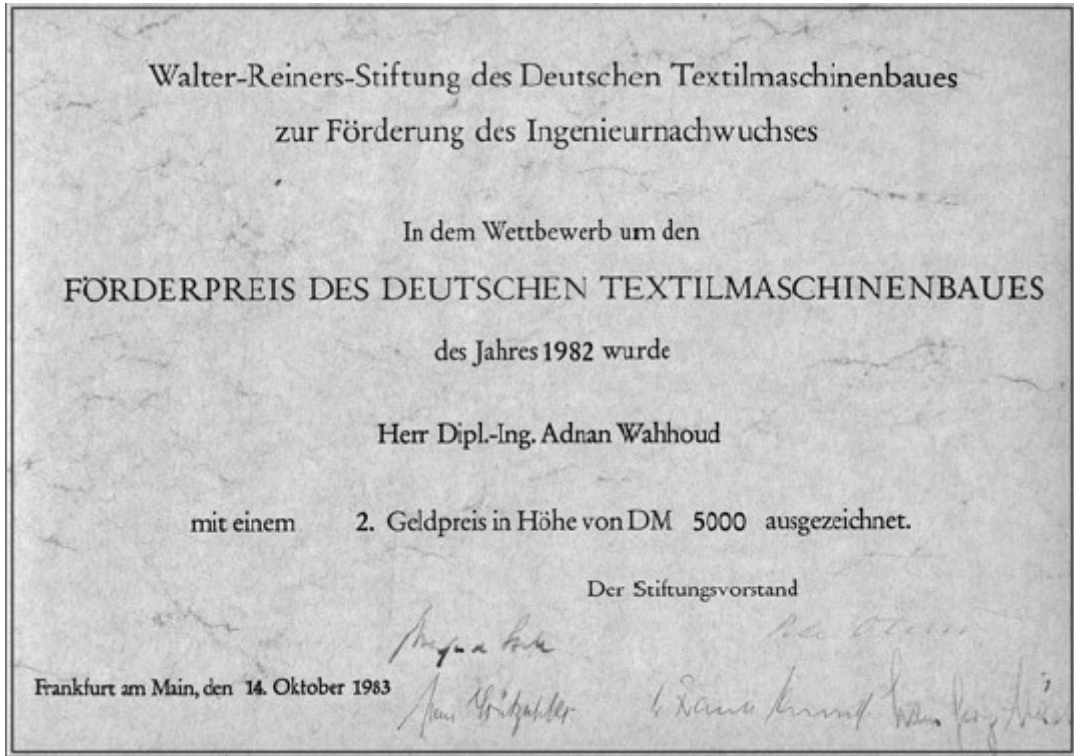 Walter-Reiners-Stiftung des Deutschen Textilmaschinenbaues
zur Förderung des Ingenieurnachwuchses
In dem Wettbewerb um den
FÖRDERPREIS DES DEUTSCHEN TEXTILMASCHINENBAUES
des Jahres 1982 wurde
Herr Dipl.-Ing. Adnan Wahhoud
mit einem 2. Geldpreis in Höhe von DM 5000 ausgezeichnet.
Der Stiftungsvorstand
Frankfurt am Main, den 14. Oktober 1983